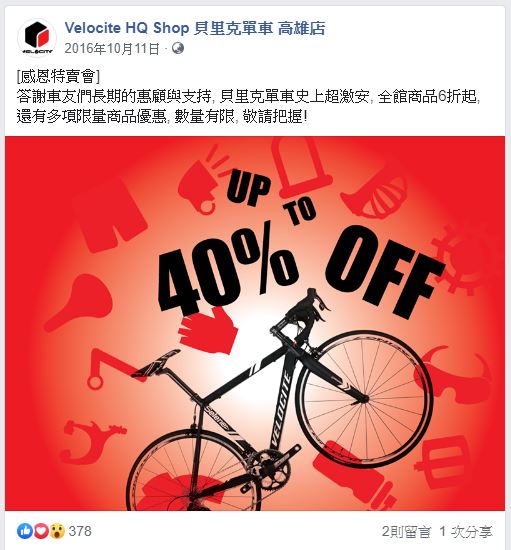 Velocite HQ Shop 貝里克單車 高雄店
2016年10月11日 ·
[感恩特賣會]
答謝車友們長期的惠顧與支持, 貝里克單車史上超激安, 全館商品6折起,
還有多項限量商品優惠, 數量有限, 敬請把握!
VELOCITE
UP TO
40% OFF
VELOCITE
378
2則留言 1 次分享